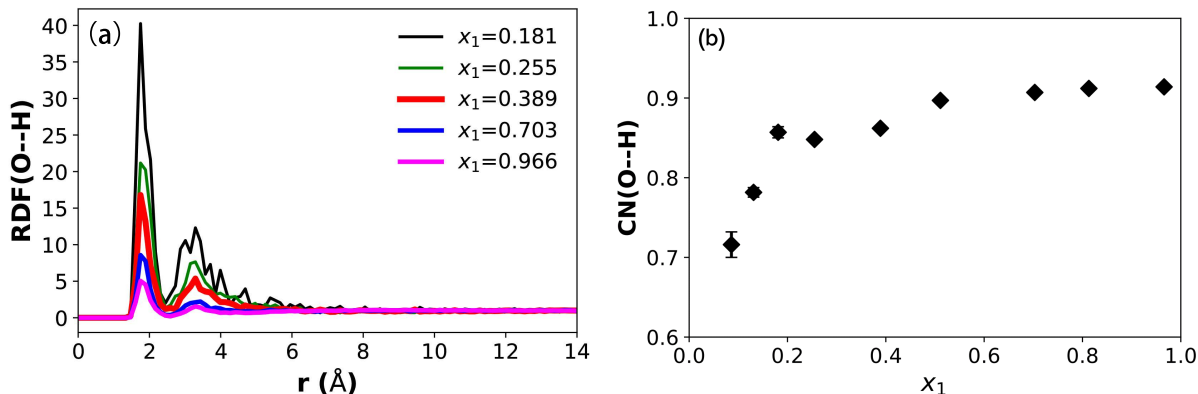 (a)
x₁=0.181
x₁=0.255
x₁=0.389
x₁=0.703
x₁=0.966
RDF(O--H)
40
35
30
25
20
15
10
5
0
0 2 4 6 8 10 12 14
r (Å)
(b)
CN(O--H)
1.0
0.9
0.8
0.7
0.6
0.0 0.2 0.4 0.6 0.8 1.0
x₁